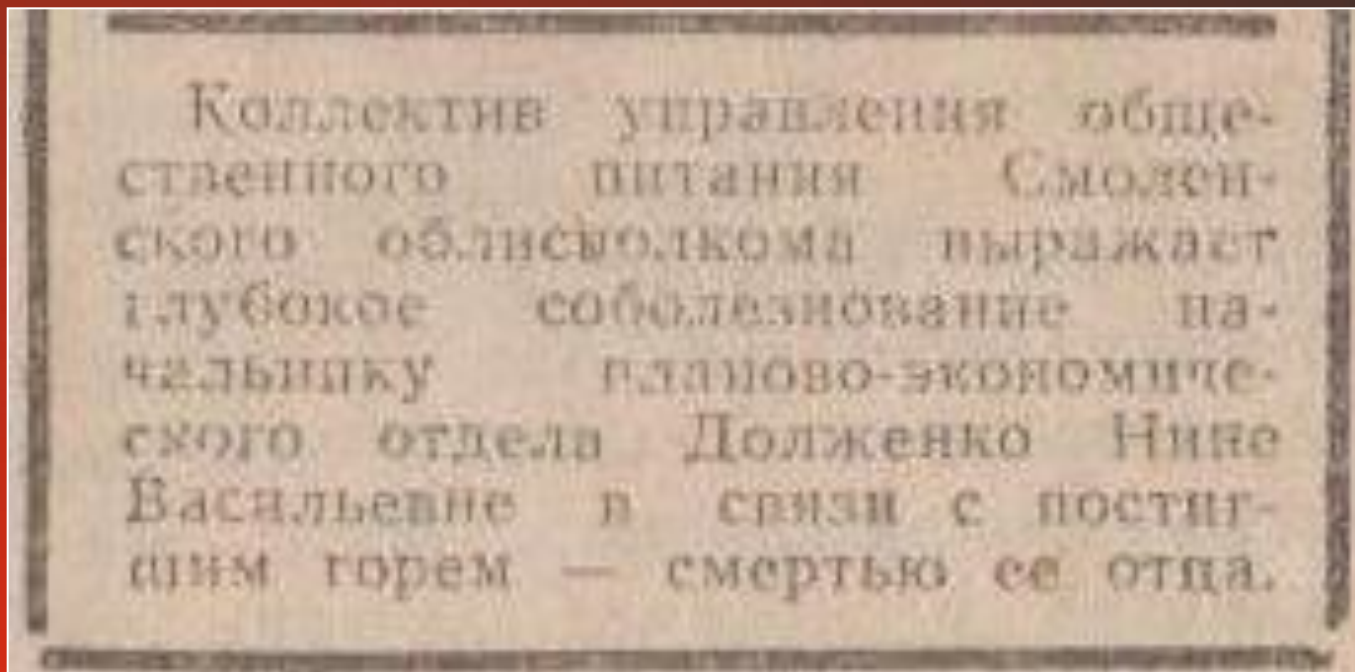 Коллектив управления обще-
ственного питания Смолен-
ского облисполкома выражает
глубокое соболезнование на-
чальнику планово-экономиче-
ского отдела Долженко Нине
Васильевне в связи с постиг-
шим горем — смертью ее отца.